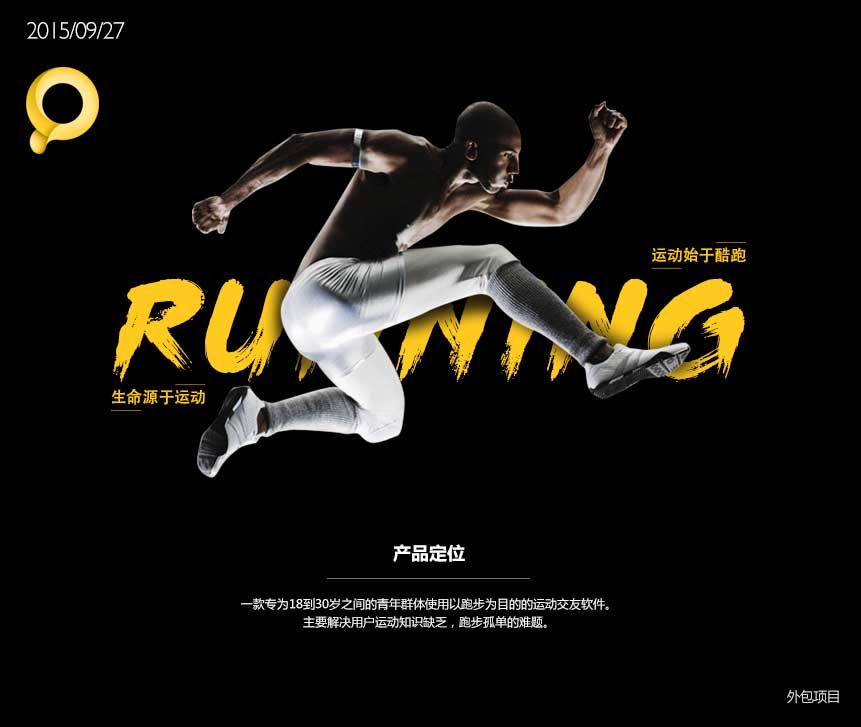 2015/09/27
运动始于酷跑
RUNNING
生命源于运动
产品定位
一款专为18到30岁之间的青年群体使用以跑步为目的的运动交友软件。
主要解决用户运动知识缺乏，跑步孤单的难题。
外包项目